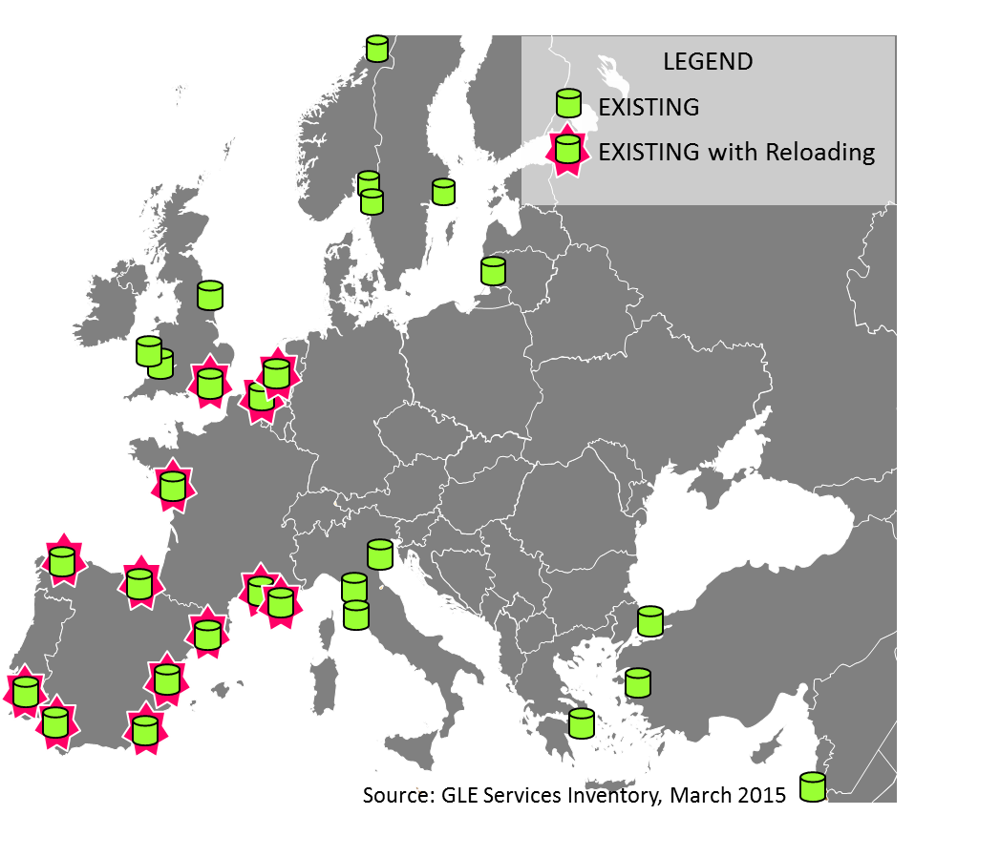 LEGEND
EXISTING
EXISTING with Reloading
Source: GLE Services Inventory, March 2015